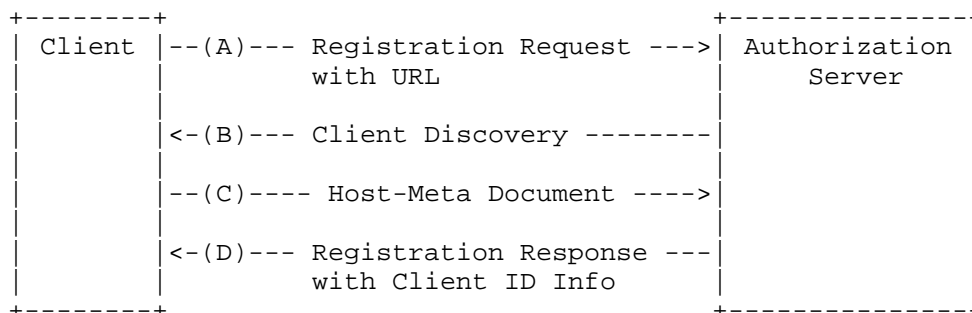 +--------+ +---------------
| Client |--(A)--- Registration Request --->| Authorization
| | with URL | Server
| | |
| |<-(B)--- Client Discovery --------|
| | |
| |--(C)---- Host-Meta Document ---->|
| | |
| |<-(D)--- Registration Response ---|
| | with Client ID Info |
+--------+ +---------------